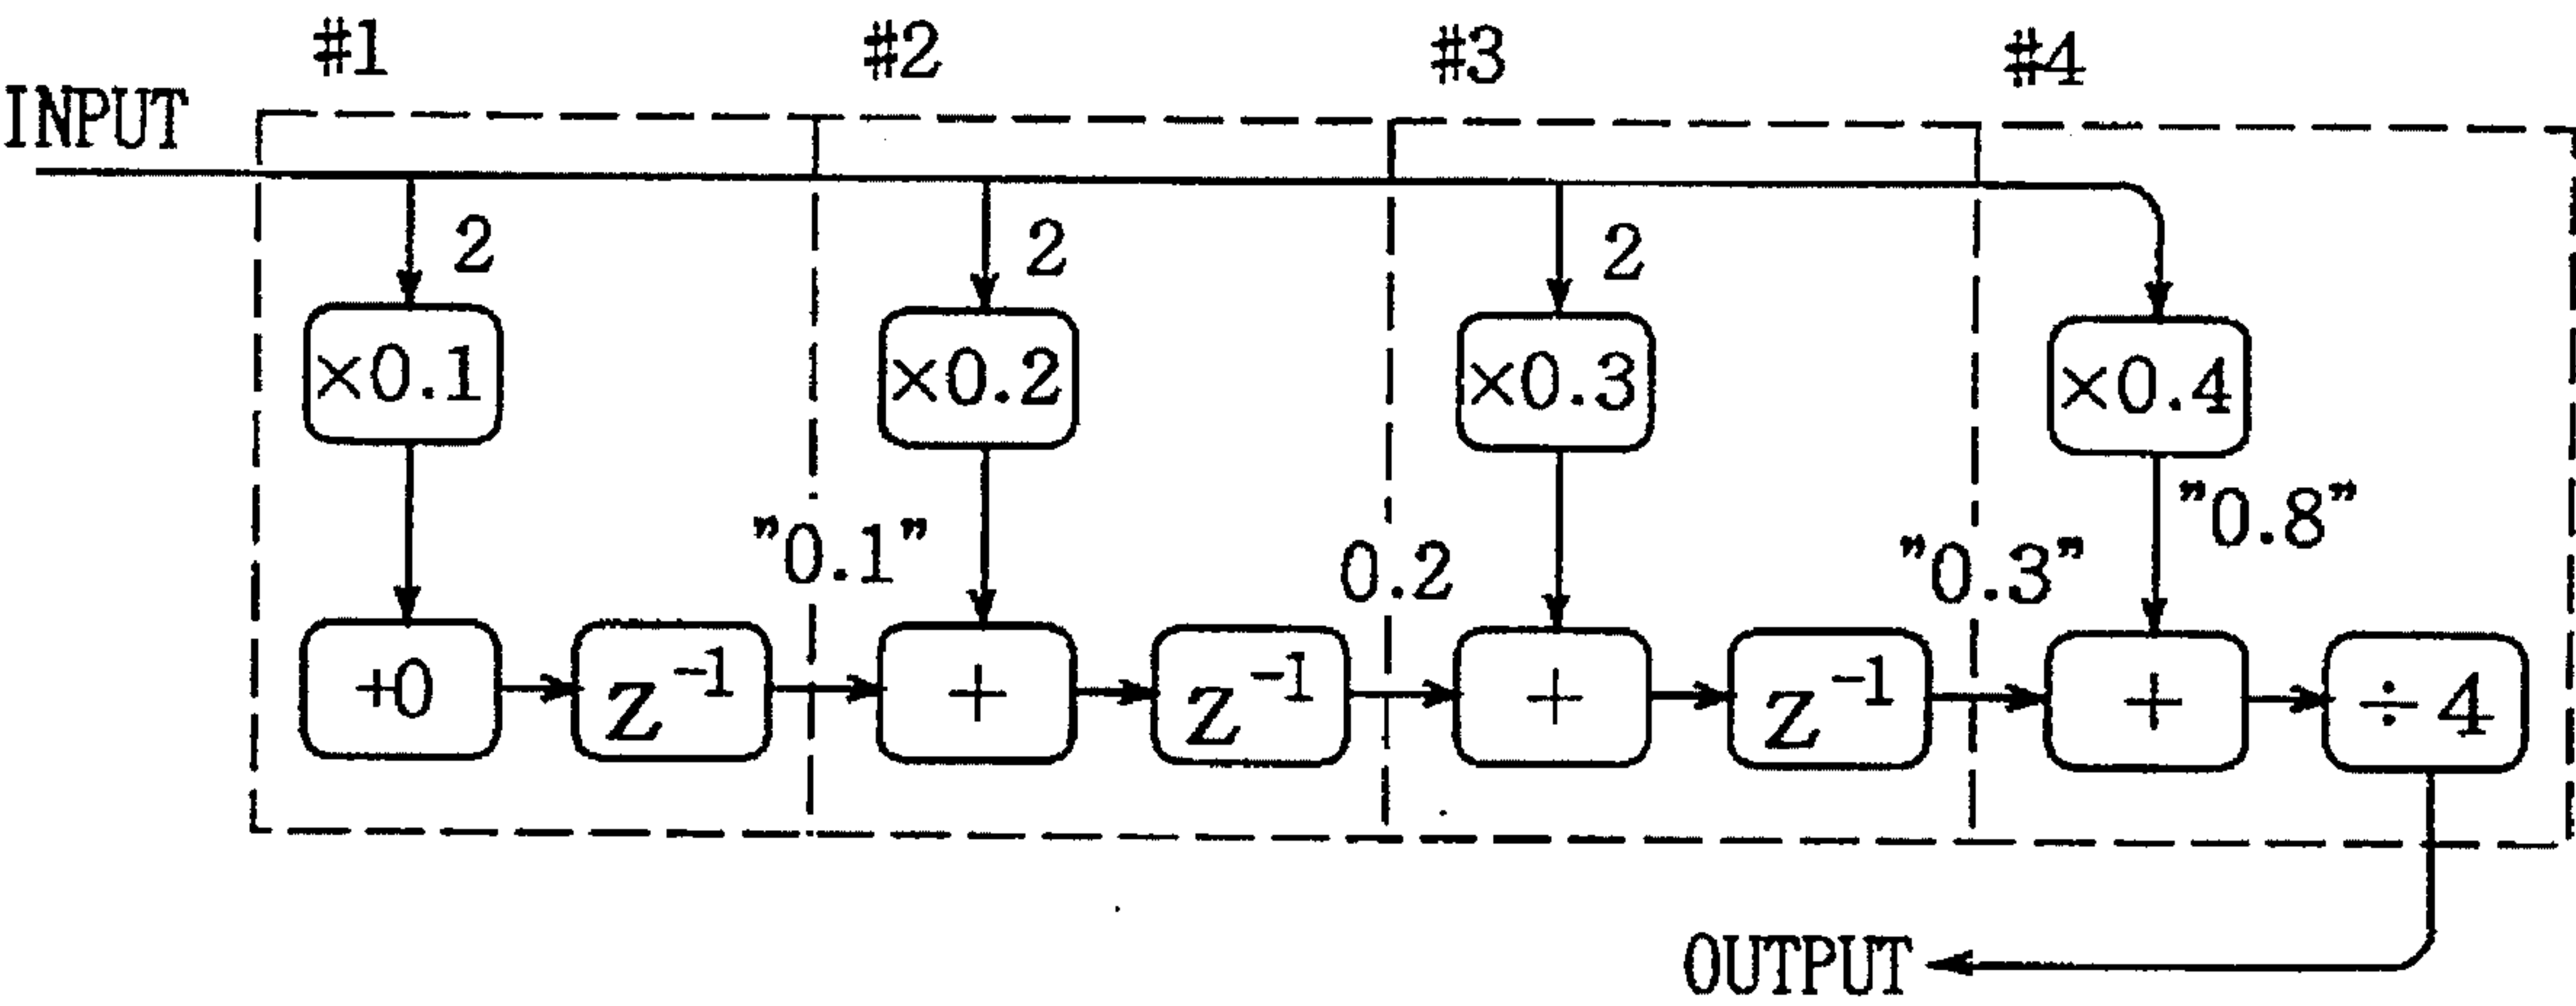 #1 #2 #3 #4
INPUT
2 2 2
×0.1 ×0.2 ×0.3 ×0.4
"0.1" 0.2 "0.3" "0.8"
+0 z⁻¹ + z⁻¹ + z⁻¹ + ÷4
OUTPUT